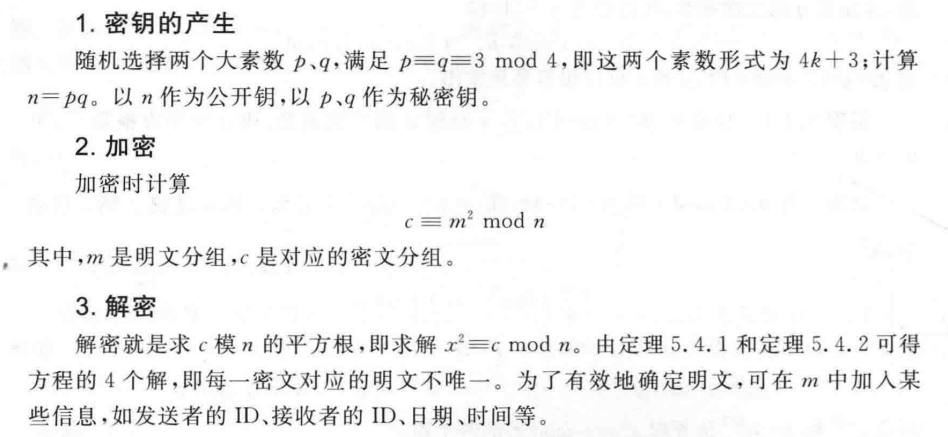 1. 密钥的产生
随机选择两个大素数 p、q,满足 p≡q≡3 mod 4,即这两个素数形式为 4k+3;计算
n=pq。以 n 作为公开钥,以 p、q 作为秘密钥。
2. 加密
加密时计算
c≡m² mod n
其中,m 是明文分组,c 是对应的密文分组。
3. 解密
解密就是求 c 模 n 的平方根,即求解 x²≡c mod n。由定理 5.4.1 和定理 5.4.2 可得
方程的 4 个解,即每一密文对应的明文不唯一。为了有效地确定明文,可在 m 中加入某
些信息,如发送者的 ID、接收者的 ID、日期、时间等。